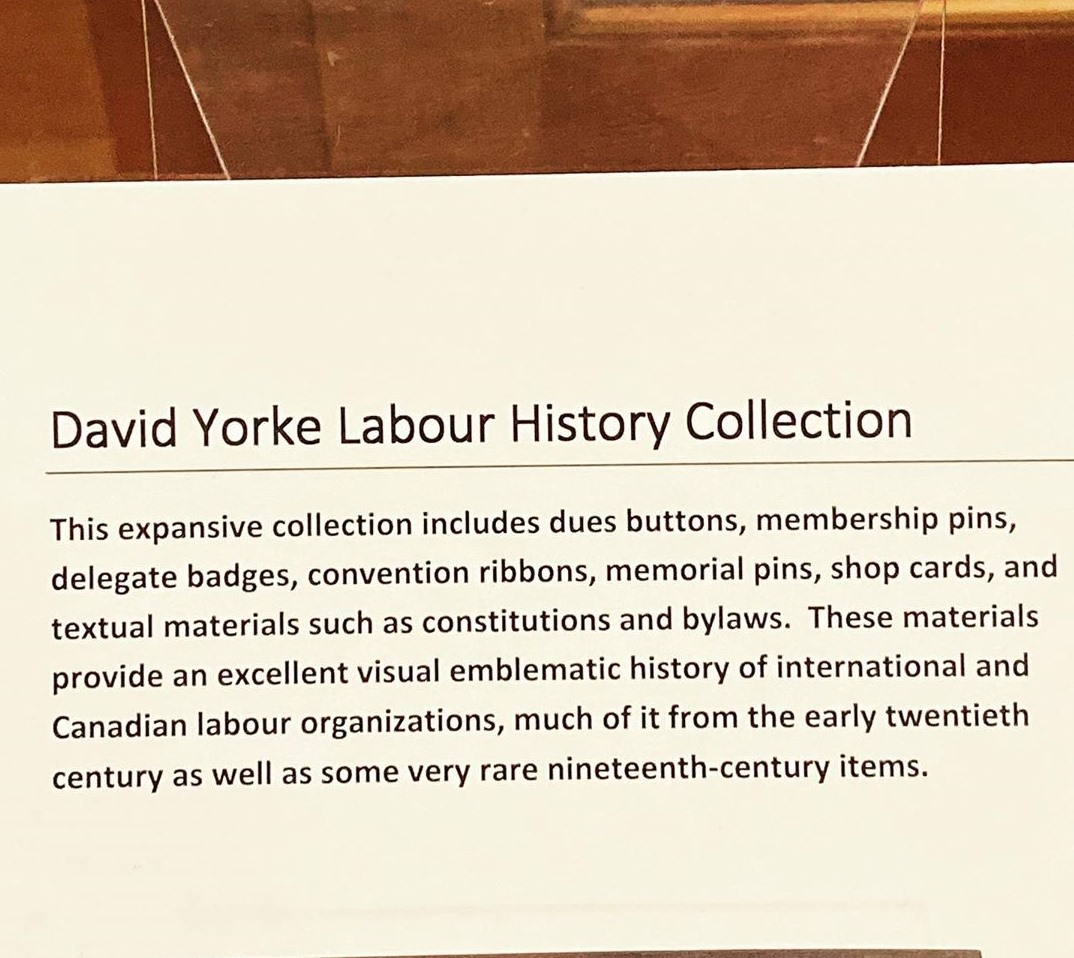 David Yorke Labour History Collection
This expansive collection includes dues buttons, membership pins,
delegate badges, convention ribbons, memorial pins, shop cards, and
textual materials such as constitutions and bylaws.  These materials
provide an excellent visual emblematic history of international and
Canadian labour organizations, much of it from the early twentieth
century as well as some very rare nineteenth-century items.